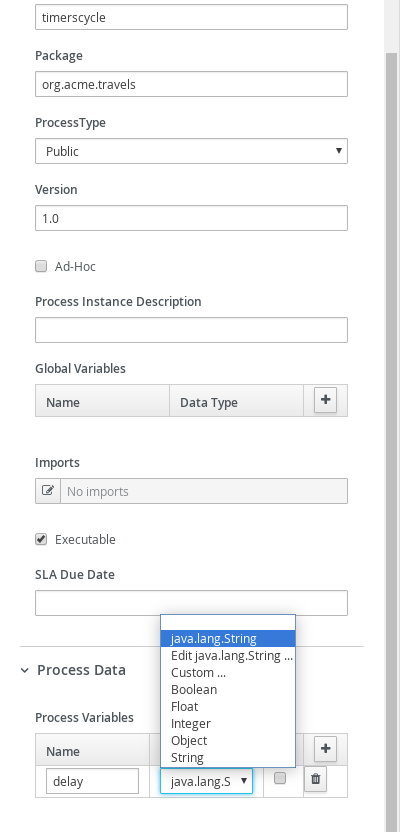 timerscycle
Package
org.acme.travels
ProcessType
Public
Version
1.0
Ad-Hoc
Process Instance Description
Global Variables
Name Data Type
Imports
No imports
Executable
SLA Due Date
java.lang.String
Edit java.lang.String ...
Custom ...
Boolean
Float
Integer
Object
String
Process Data
Process Variables
Name
delay java.lang.S